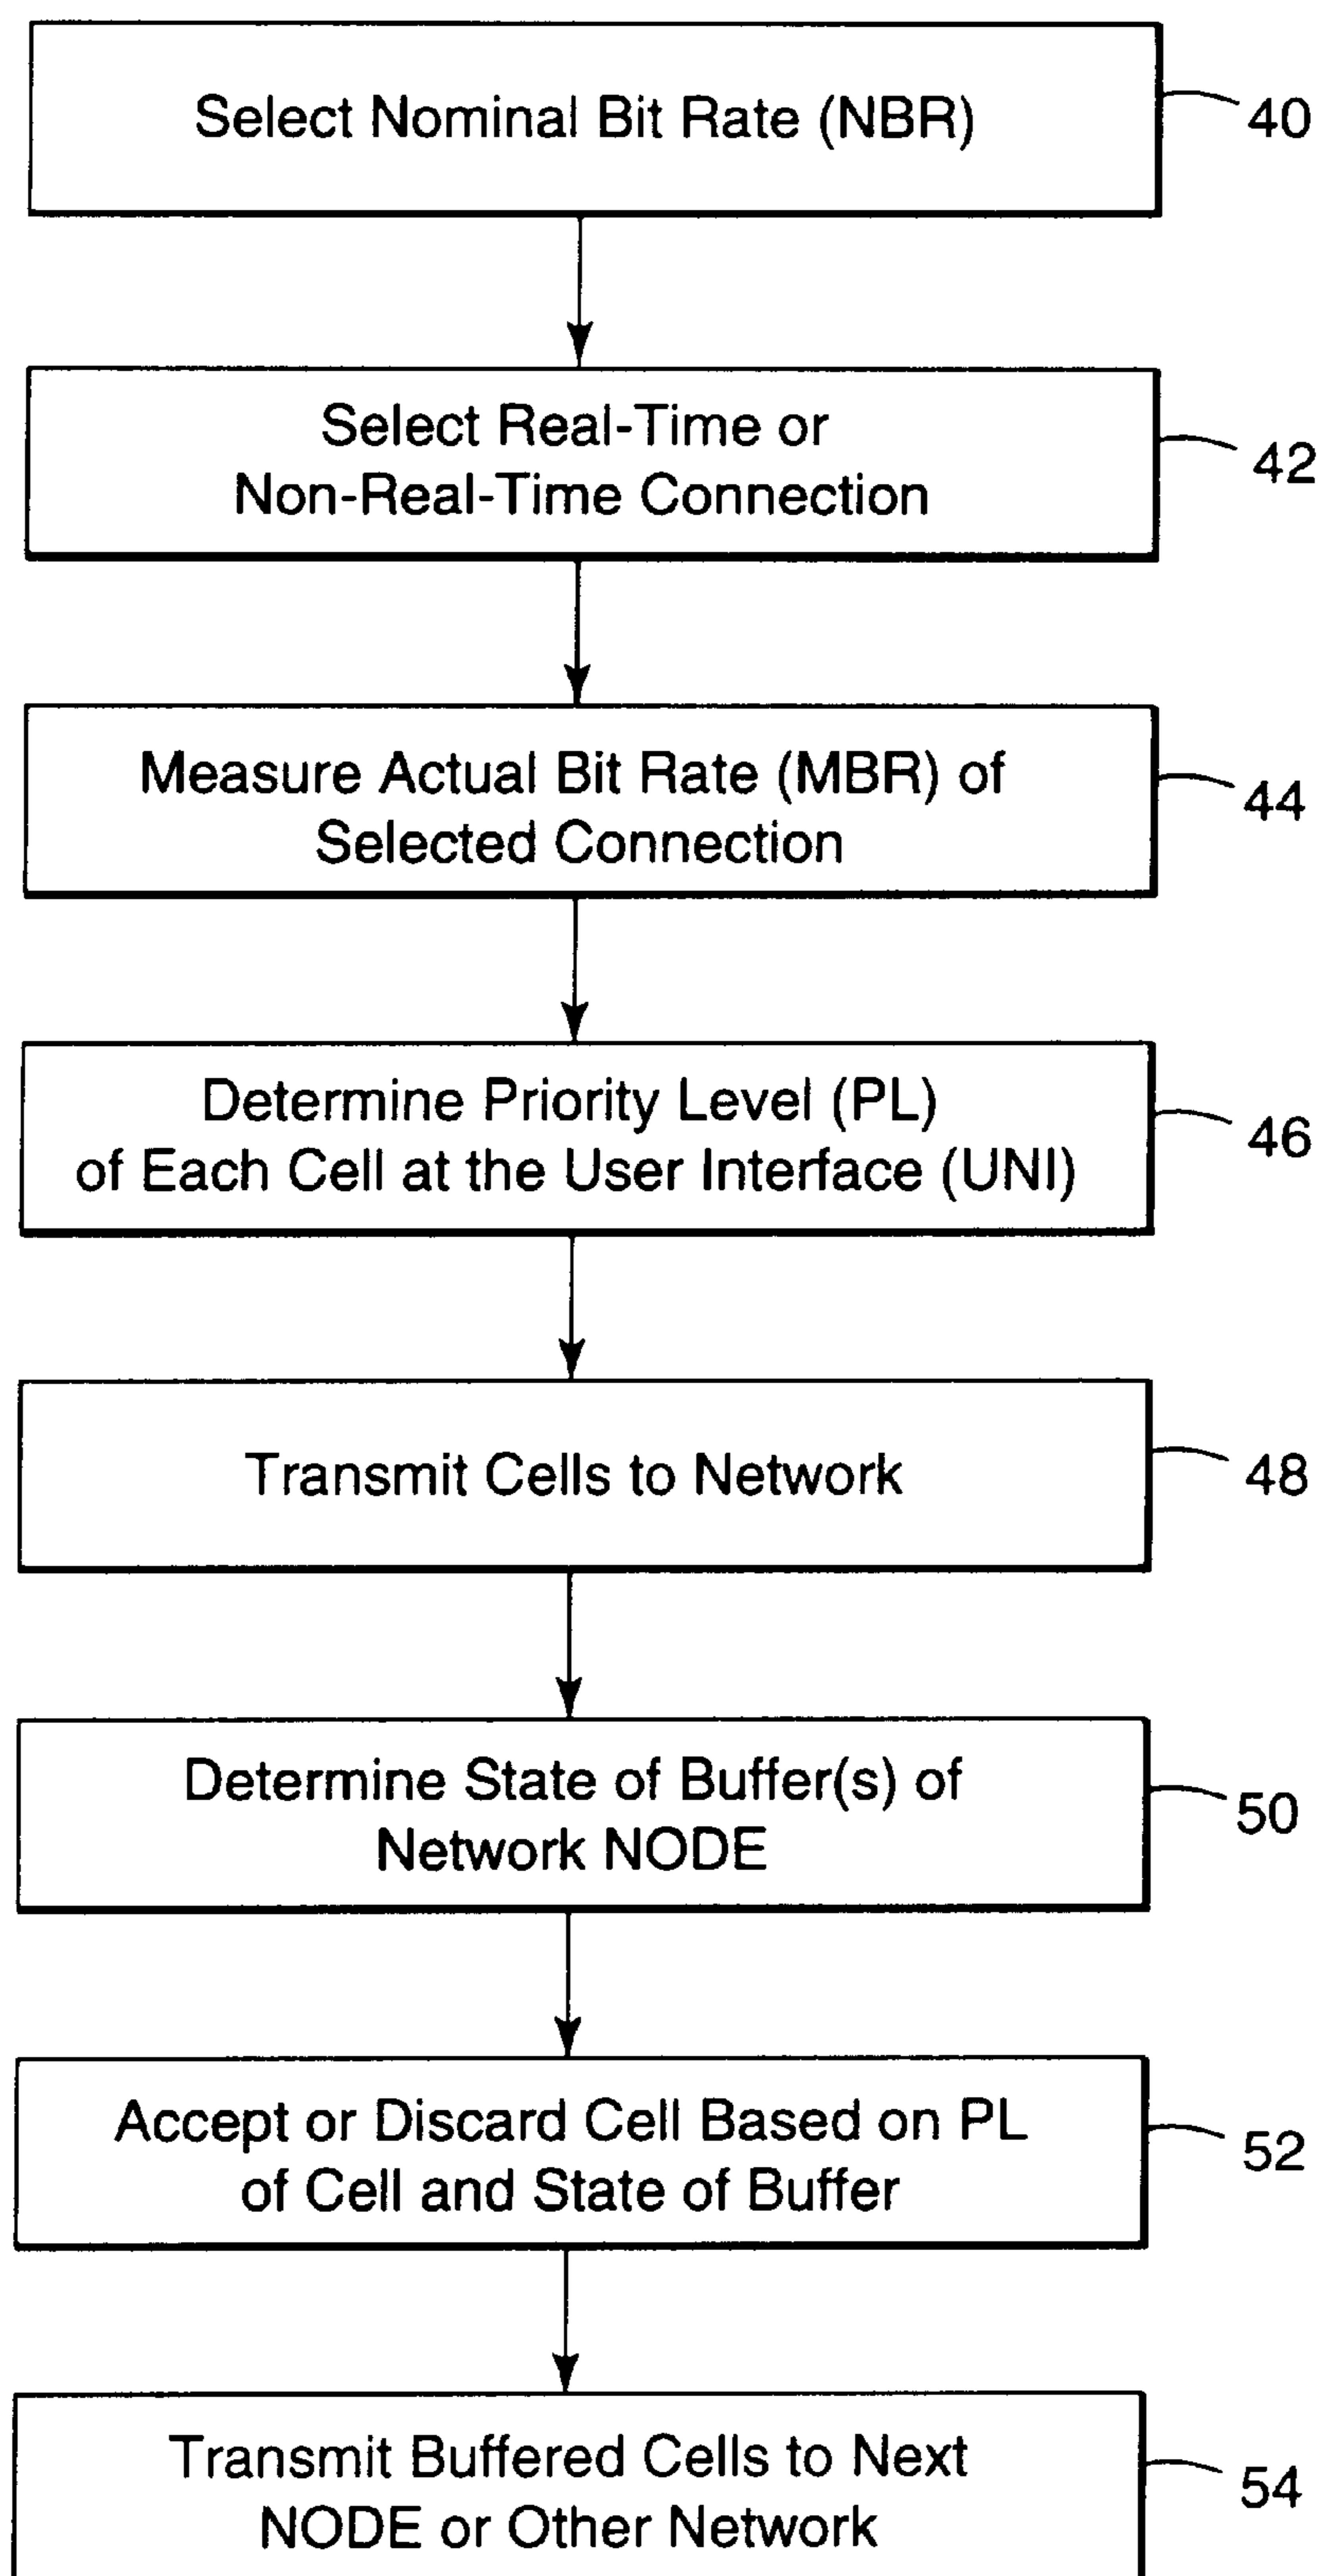 Select Nominal Bit Rate (NBR)
40
Select Real-Time or
Non-Real-Time Connection
42
Measure Actual Bit Rate (MBR) of
Selected Connection
44
Determine Priority Level (PL)
of Each Cell at the User Interface (UNI)
46
Transmit Cells to Network
48
Determine State of Buffer(s) of
Network NODE
50
Accept or Discard Cell Based on PL
of Cell and State of Buffer
52
Transmit Buffered Cells to Next
NODE or Other Network
54